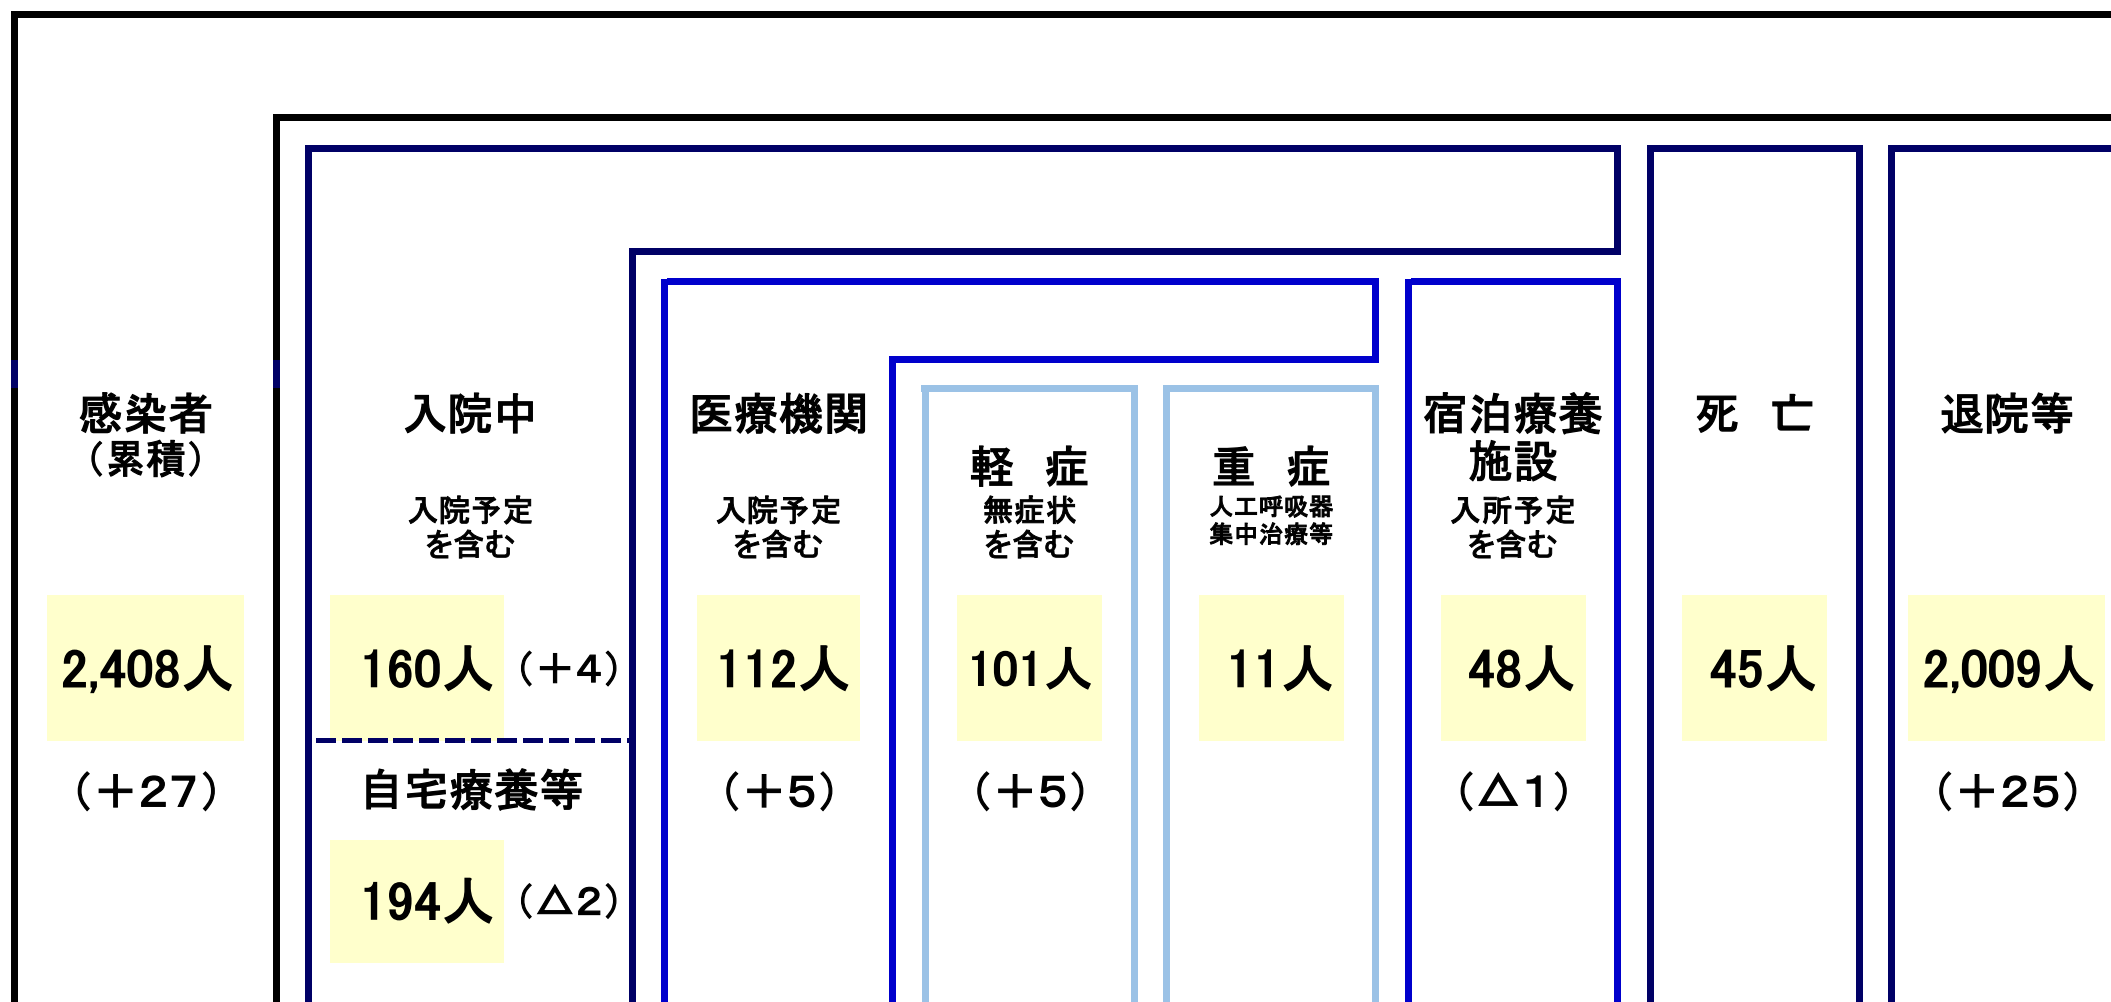 感染者
（累積）
2,408人
（＋27）
入院中
入院予定
を含む
160人 （＋4）
自宅療養等
194人 （△2）
医療機関
入院予定
を含む
112人
（＋5）
軽　症
無症状
を含む
101人
（＋5）
重　症
人工呼吸器
集中治療等
11人
宿泊療養
施設
入所予定
を含む
48人
（△1）
死　亡
45人
退院等
2,009人
（＋25）